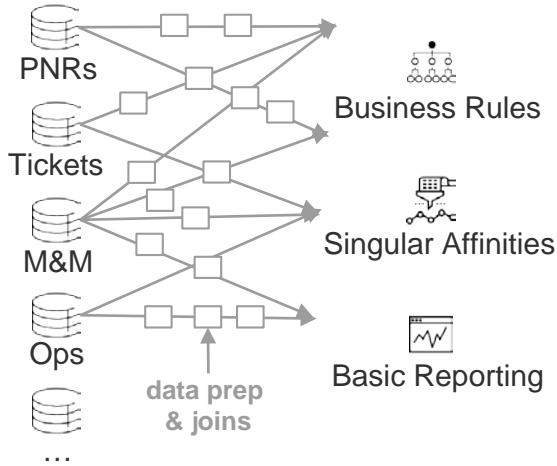 PNRs
Tickets
M&M
Ops
...
data prep
& joins
Business Rules
Singular Affinities
Basic Reporting